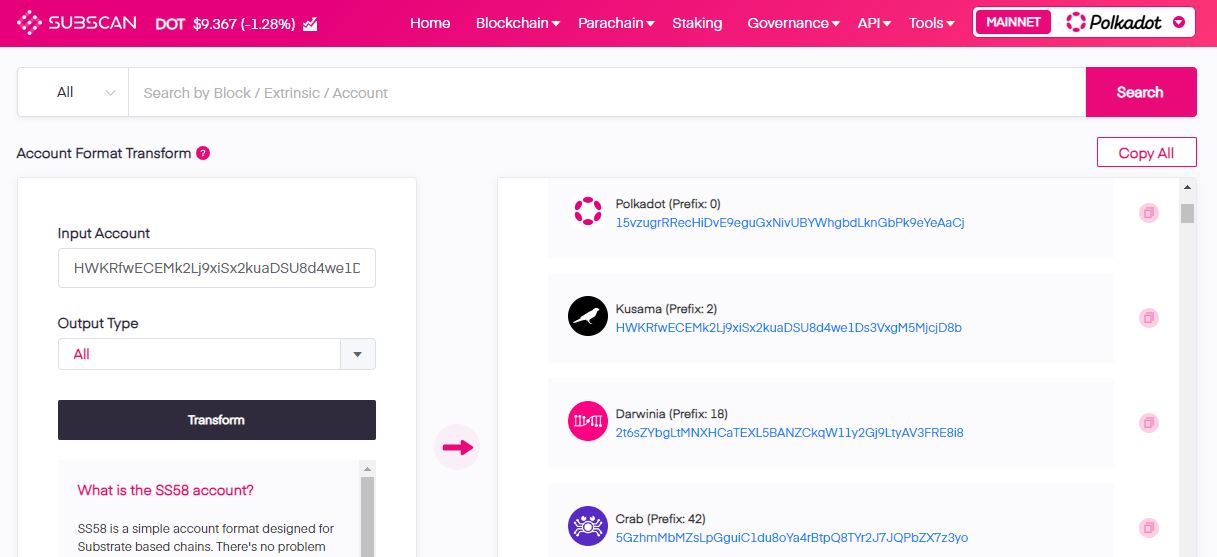 SUBSCAN DOT $9.367 (-1.28%) Home Blockchain Parachain Staking Governance API Tools MAINNET Polkadot
All Search by Block / Extrinsic / Account Search
Account Format Transform ? Copy All
Input Account
HWKRfwECEMk2Lj9xiSx2kuaDSU8d4we1D
Output Type
All
Transform
What is the SS58 account?
SS58 is a simple account format designed for
Substrate based chains. There's no problem
Polkadot (Prefix: 0)
15vzugrRRecHiDvE9eguGxNivUBYWhgbdLknGbPk9eYeAaCj
Kusama (Prefix: 2)
HWKRfwECEMk2Lj9xiSx2kuaDSU8d4we1Ds3VxgM5MjcjD8b
Darwinia (Prefix: 18)
2t6sZYbgLtMNXHCaTEXL5BANZCkqW11y2Gj9LtyAV3FRE8i8
Crab (Prefix: 42)
5GzhmMbMZsLpGguiC1du8oYa4rBtpQ8TYr2J7JQPbZX7z3yo